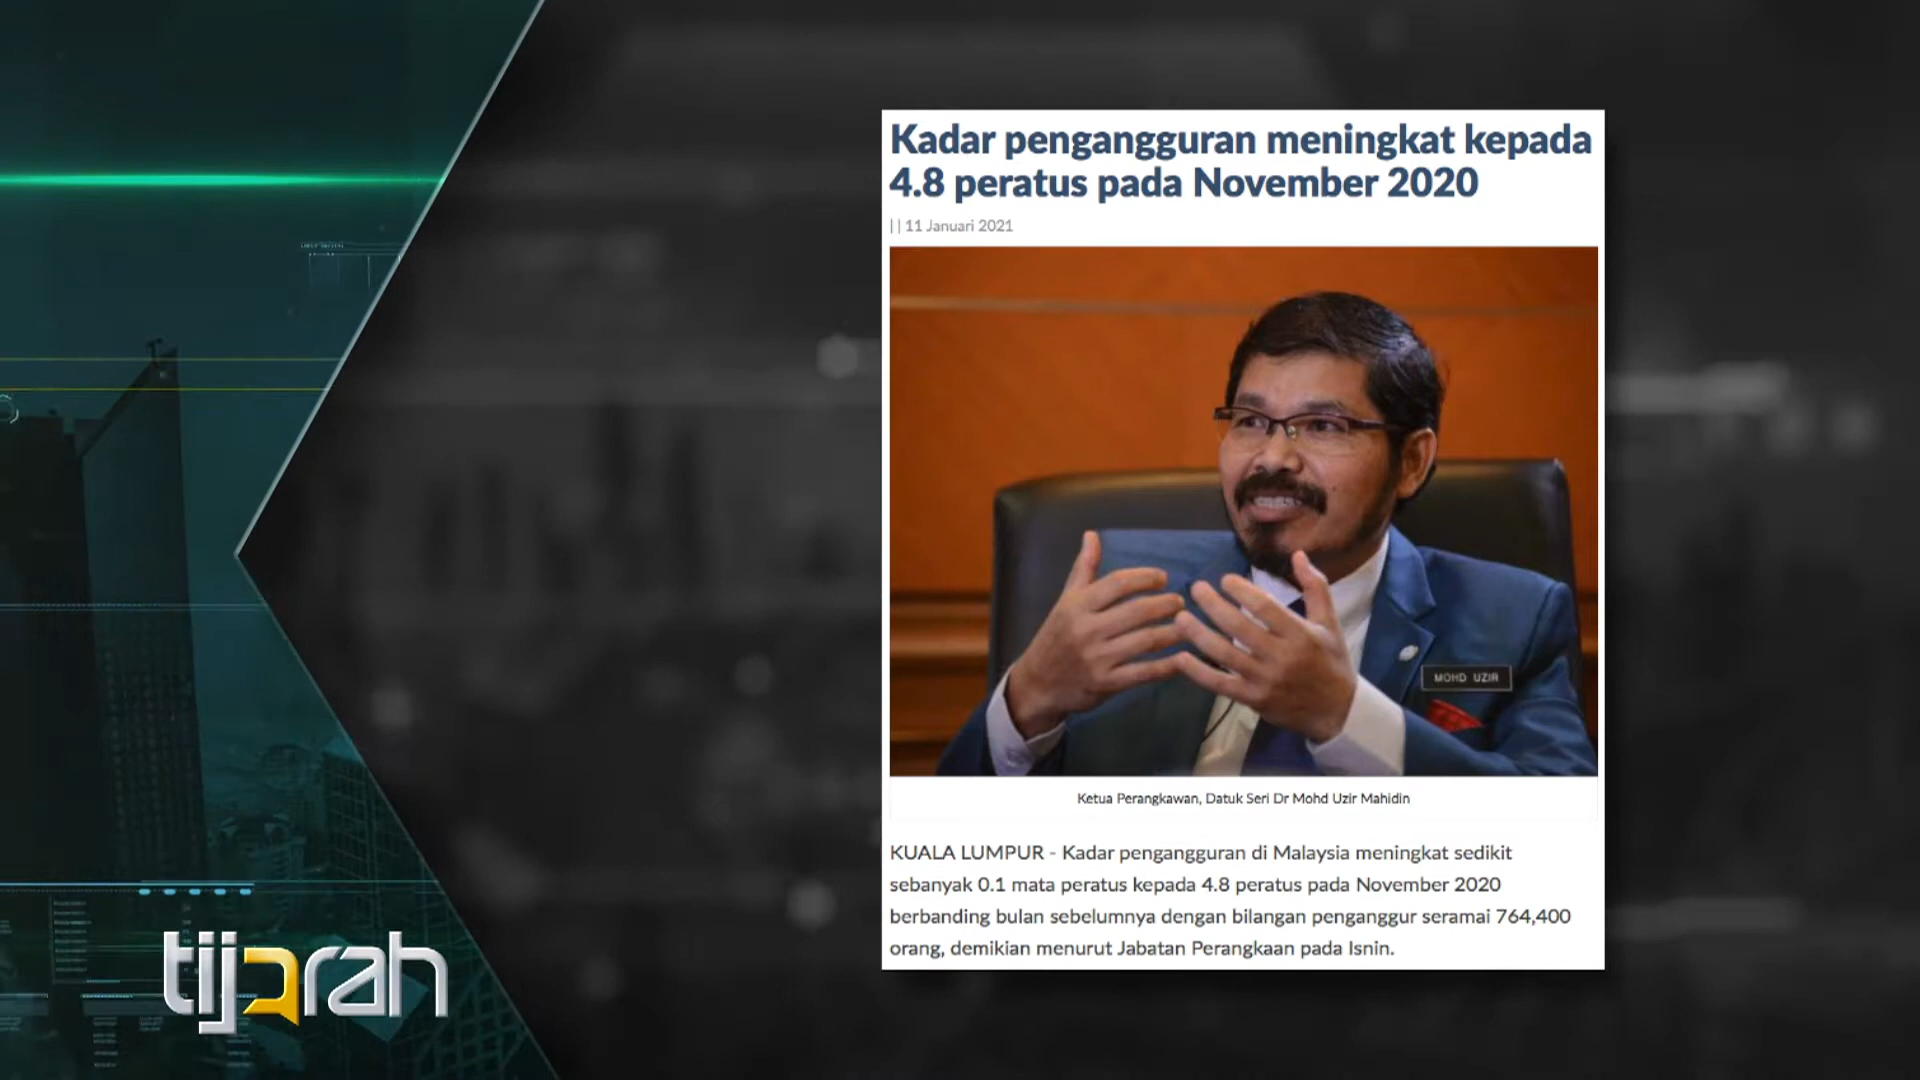 Kadar pengangguran meningkat kepada
4.8 peratus pada November 2020
|| 11 Januari 2021
MOHD UZIR
Ketua Perangkawan, Datuk Seri Dr Mohd Uzir Mahidin
KUALA LUMPUR - Kadar pengangguran di Malaysia meningkat sedikit
sebanyak 0.1 mata peratus kepada 4.8 peratus pada November 2020
berbanding bulan sebelumnya dengan bilangan penganggur seramai 764,400
orang, demikian menurut Jabatan Perangkaan pada Isnin.
tijarah